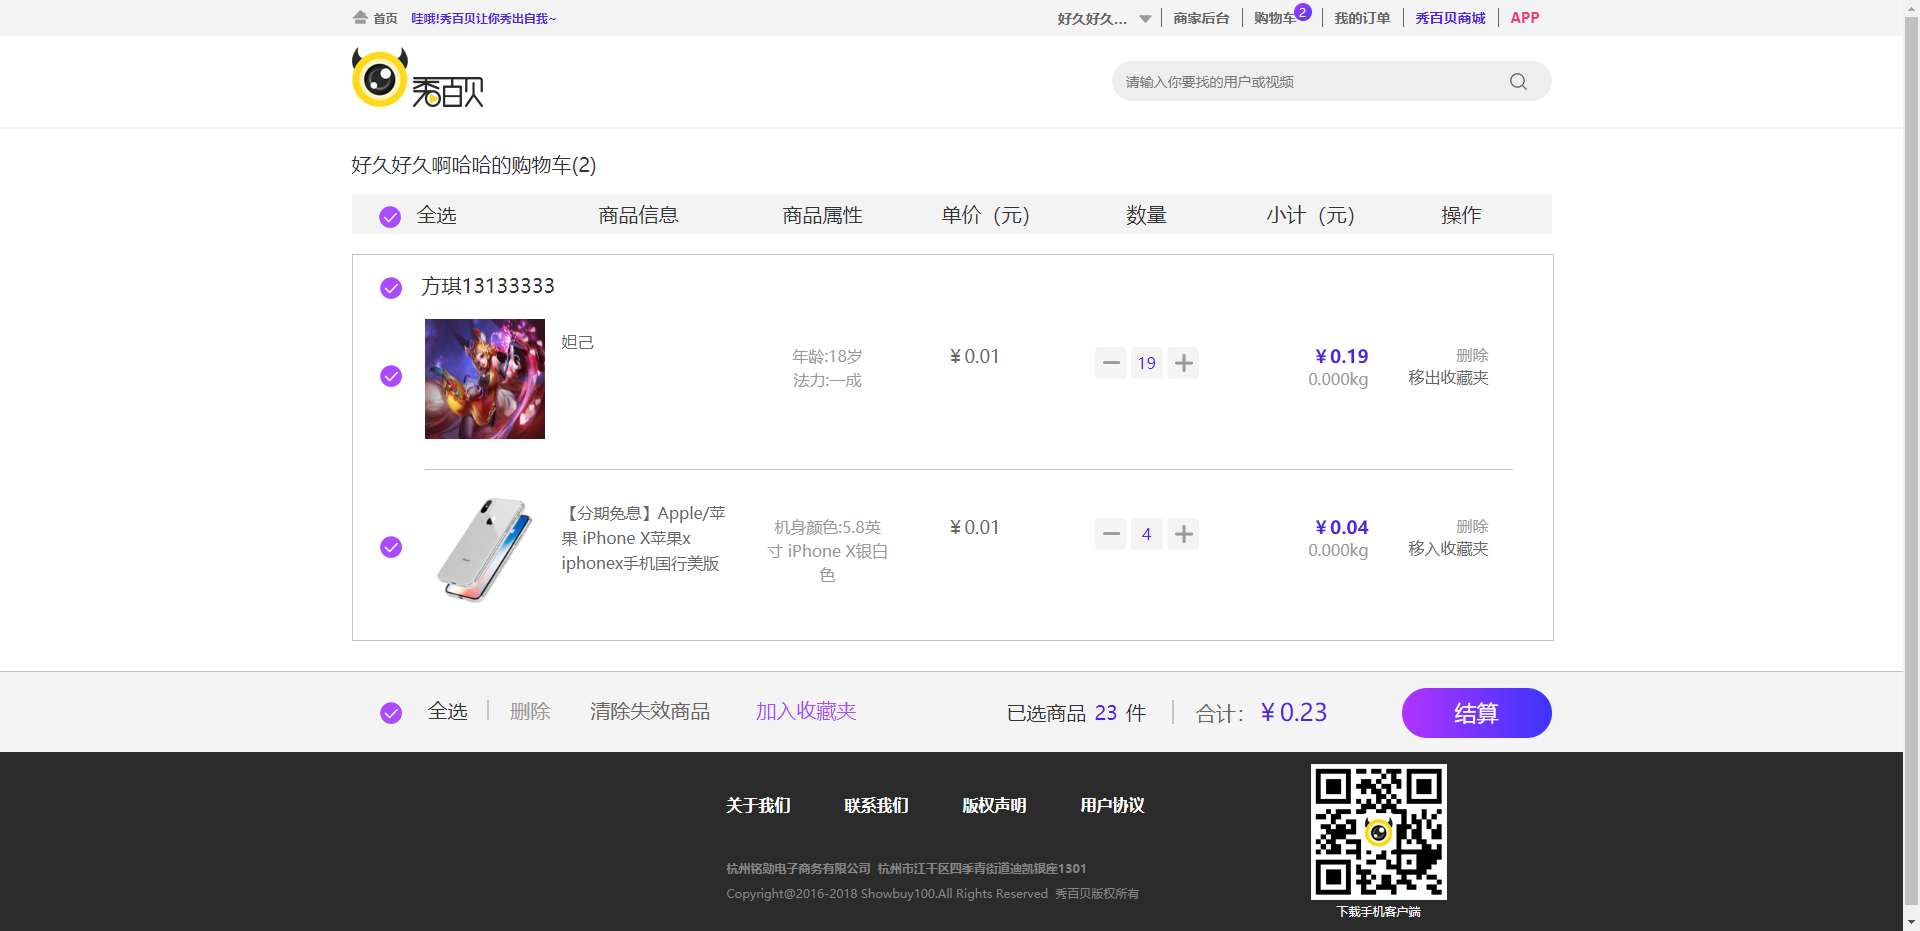 首页 哇哦!秀百贝让你秀出自我~ 好久好久... 商家后台 购物车 2 我的订单 秀百贝商城 APP
秀百贝 请输入你要找的用户或视频
好久好久啊哈哈的购物车(2)
全选 商品信息 商品属性 单价（元） 数量 小计（元） 操作
方琪13133333
妲己
年龄:18岁 ¥0.01 19 ¥0.19 删除
法力:一成 0.000kg 移出收藏夹
【分期免息】Apple/苹 机身颜色:5.8英 ¥0.01 4 ¥0.04 删除
果 iPhone X苹果x 寸 iPhone X银白 0.000kg 移入收藏夹
iphonex手机国行美版 色
全选 删除 清除失效商品 加入收藏夹 已选商品 23 件 合计： ¥0.23 结算
关于我们 联系我们 版权声明 用户协议
杭州铭勋电子商务有限公司 杭州市江干区四季青街道迪凯银座1301
Copyright@2016-2018 Showbuy100.All Rights Reserved 秀百贝版权所有
下载手机客户端